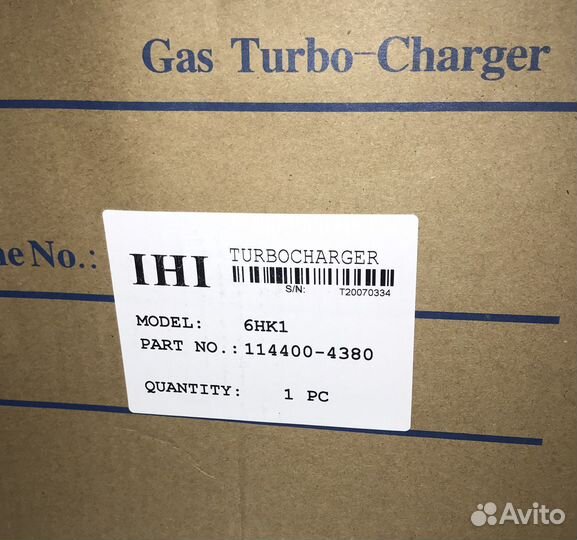 Gas Turbo-Charger
ne No.:
IHI
TURBOCHARGER
S/N: T20070334
MODEL: 6HK1
PART NO.: 114400-4380
QUANTITY: 1 PC
Avito